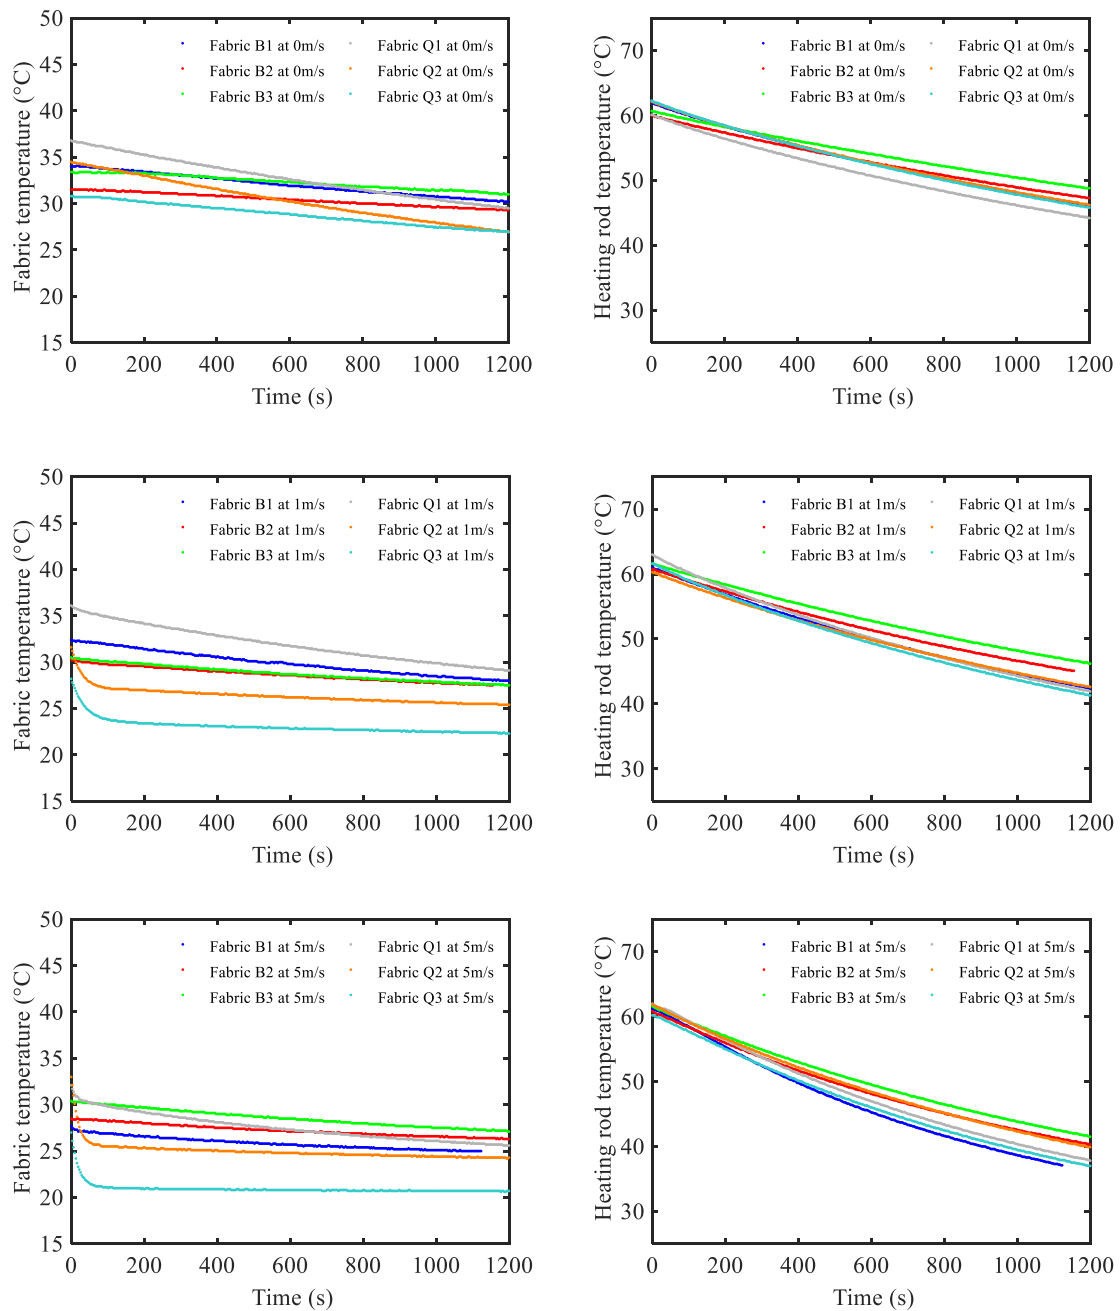 50
45
40
35
30
25
20
15
Fabric temperature (°C)
Fabric B1 at 0m/s Fabric Q1 at 0m/s
Fabric B2 at 0m/s Fabric Q2 at 0m/s
Fabric B3 at 0m/s Fabric Q3 at 0m/s
0 200 400 600 800 1000 1200
Time (s)
70
60
50
40
30
Heating rod temperature (°C)
Fabric B1 at 0m/s Fabric Q1 at 0m/s
Fabric B2 at 0m/s Fabric Q2 at 0m/s
Fabric B3 at 0m/s Fabric Q3 at 0m/s
0 200 400 600 800 1000 1200
Time (s)
50
45
40
35
30
25
20
15
Fabric temperature (°C)
Fabric B1 at 1m/s Fabric Q1 at 1m/s
Fabric B2 at 1m/s Fabric Q2 at 1m/s
Fabric B3 at 1m/s Fabric Q3 at 1m/s
0 200 400 600 800 1000 1200
Time (s)
70
60
50
40
30
Heating rod temperature (°C)
Fabric B1 at 1m/s Fabric Q1 at 1m/s
Fabric B2 at 1m/s Fabric Q2 at 1m/s
Fabric B3 at 1m/s Fabric Q3 at 1m/s
0 200 400 600 800 1000 1200
Time (s)
50
45
40
35
30
25
20
15
Fabric temperature (°C)
Fabric B1 at 5m/s Fabric Q1 at 5m/s
Fabric B2 at 5m/s Fabric Q2 at 5m/s
Fabric B3 at 5m/s Fabric Q3 at 5m/s
0 200 400 600 800 1000 1200
Time (s)
70
60
50
40
30
Heating rod temperature (°C)
Fabric B1 at 5m/s Fabric Q1 at 5m/s
Fabric B2 at 5m/s Fabric Q2 at 5m/s
Fabric B3 at 5m/s Fabric Q3 at 5m/s
0 200 400 600 800 1000 1200
Time (s)